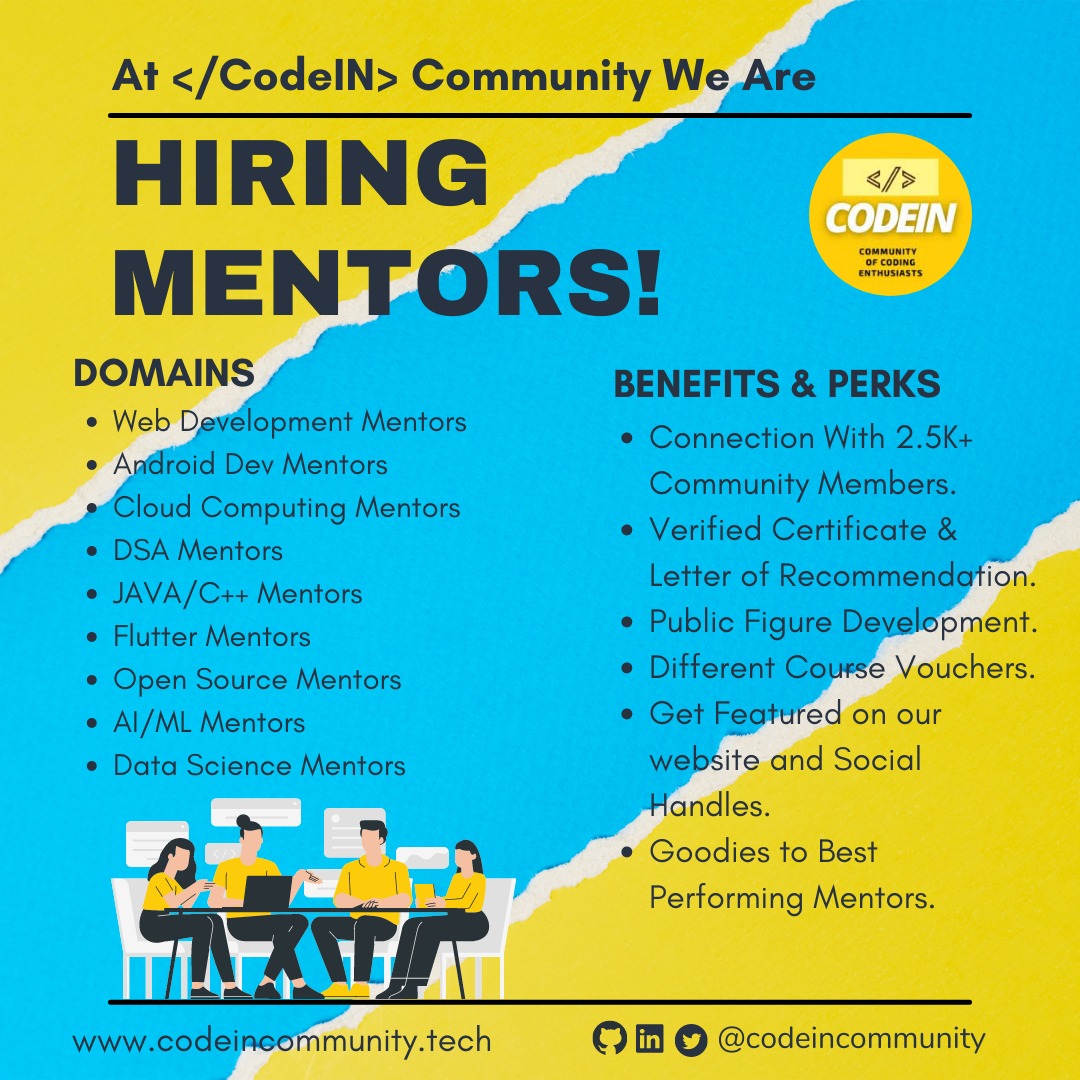 At </CodeIN> Community We Are
HIRING
MENTORS!
</>
CODEIN
COMMUNITY
OF CODING
ENTHUSIASTS
DOMAINS
• Web Development Mentors
• Android Dev Mentors
• Cloud Computing Mentors
• DSA Mentors
• JAVA/C++ Mentors
• Flutter Mentors
• Open Source Mentors
• AI/ML Mentors
• Data Science Mentors
BENEFITS & PERKS
• Connection With 2.5K+
Community Members.
• Verified Certificate &
Letter of Recommendation.
• Public Figure Development.
• Different Course Vouchers.
• Get Featured on our
website and Social
Handles.
• Goodies to Best
Performing Mentors.
</>
www.codeincommunity.tech
in @codeincommunity